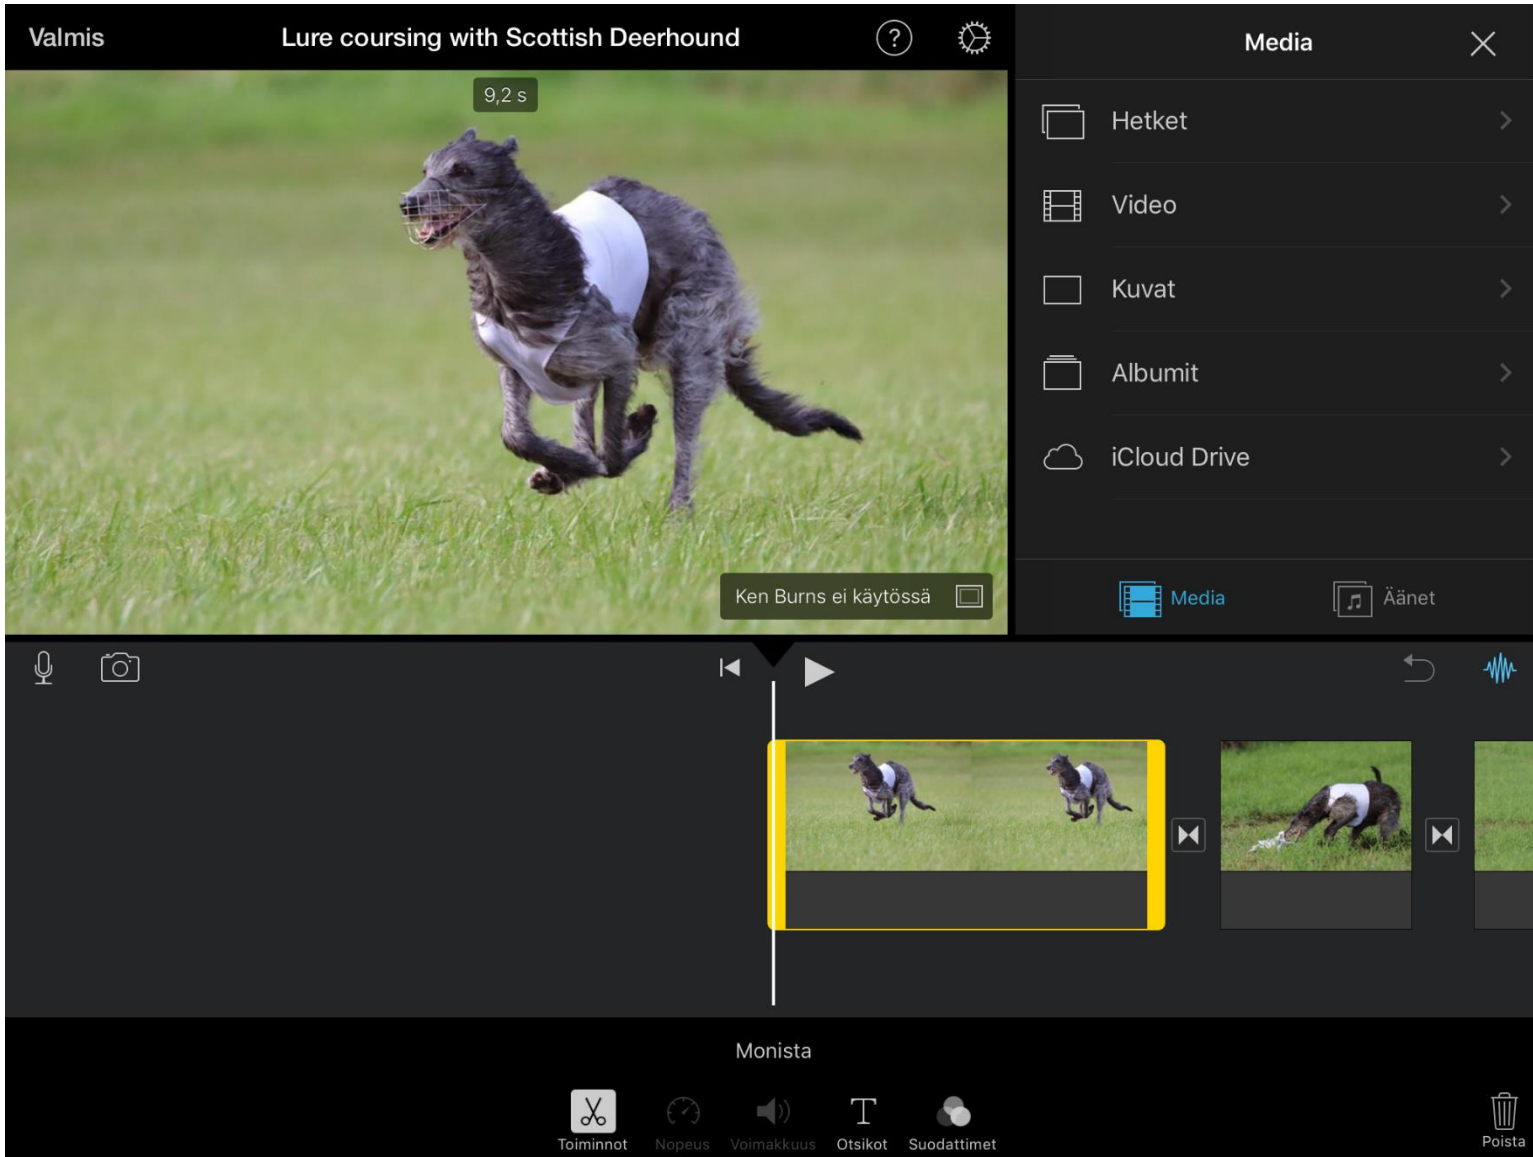 Valmis
Lure coursing with Scottish Deerhound
?
Media
9,2 s
Hetket
Video
Kuvat
Albumit
iCloud Drive
Ken Burns ei käytössä
Media
Äänet
Monista
Toiminnot
Nopeus
Voimakkuus
T
Otsikot
Suodattimet
Poista